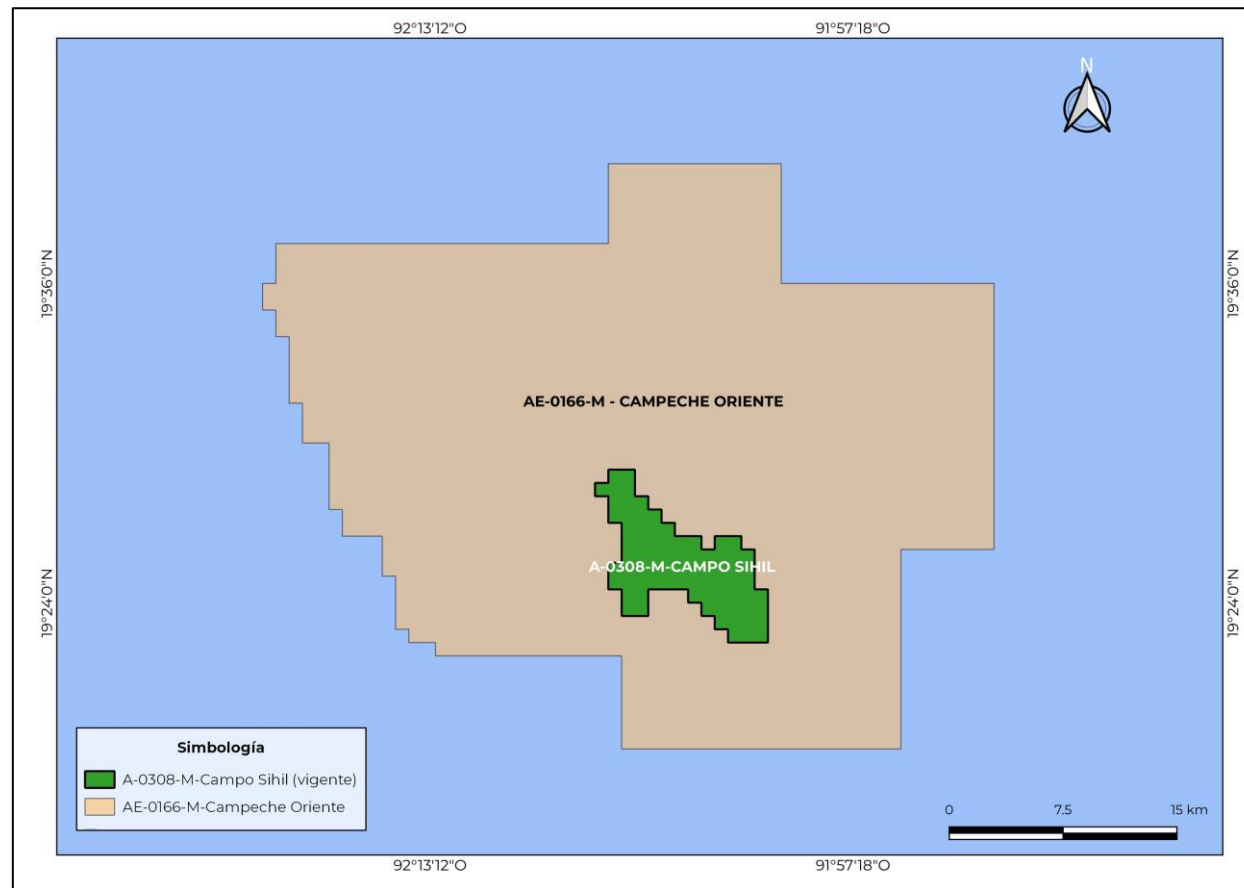 92°13'12"O
91°57'18"O
N
19°36'0"N
19°36'0"N
AE-0166-M - CAMPECHE ORIENTE
A-0308-M-CAMPO SIHIL
19°24'0"N
19°24'0"N
Simbología
A-0308-M-Campo Sihil (vigente)
AE-0166-M-Campeche Oriente
0 7.5 15 km
92°13'12"O
91°57'18"O